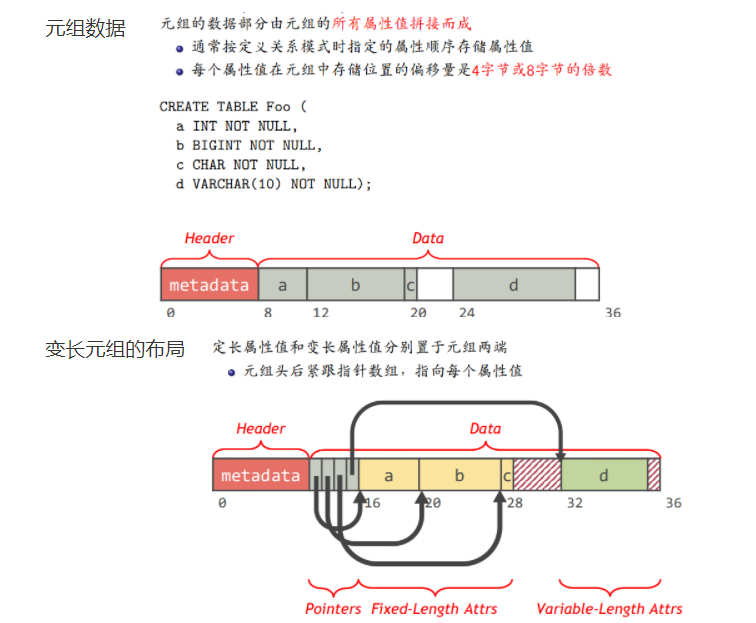 元组数据
元组的数据部分由元组的所有属性值拼接而成
通常按定义关系模式时指定的属性顺序存储属性值
每个属性值在元组中存储位置的偏移量是4字节或8字节的倍数
CREATE TABLE Foo (
a INT NOT NULL,
b BIGINT NOT NULL,
c CHAR NOT NULL,
d VARCHAR(10) NOT NULL);
Header Data
metadata a b c d
0 8 12 20 24 36
变长元组的布局
定长属性值和变长属性值分别置于元组两端
元组头后紧跟指针数组，指向每个属性值
Header Data
metadata a b c d
0 16 20 28 32 36
Pointers Fixed-Length Attrs Variable-Length Attrs